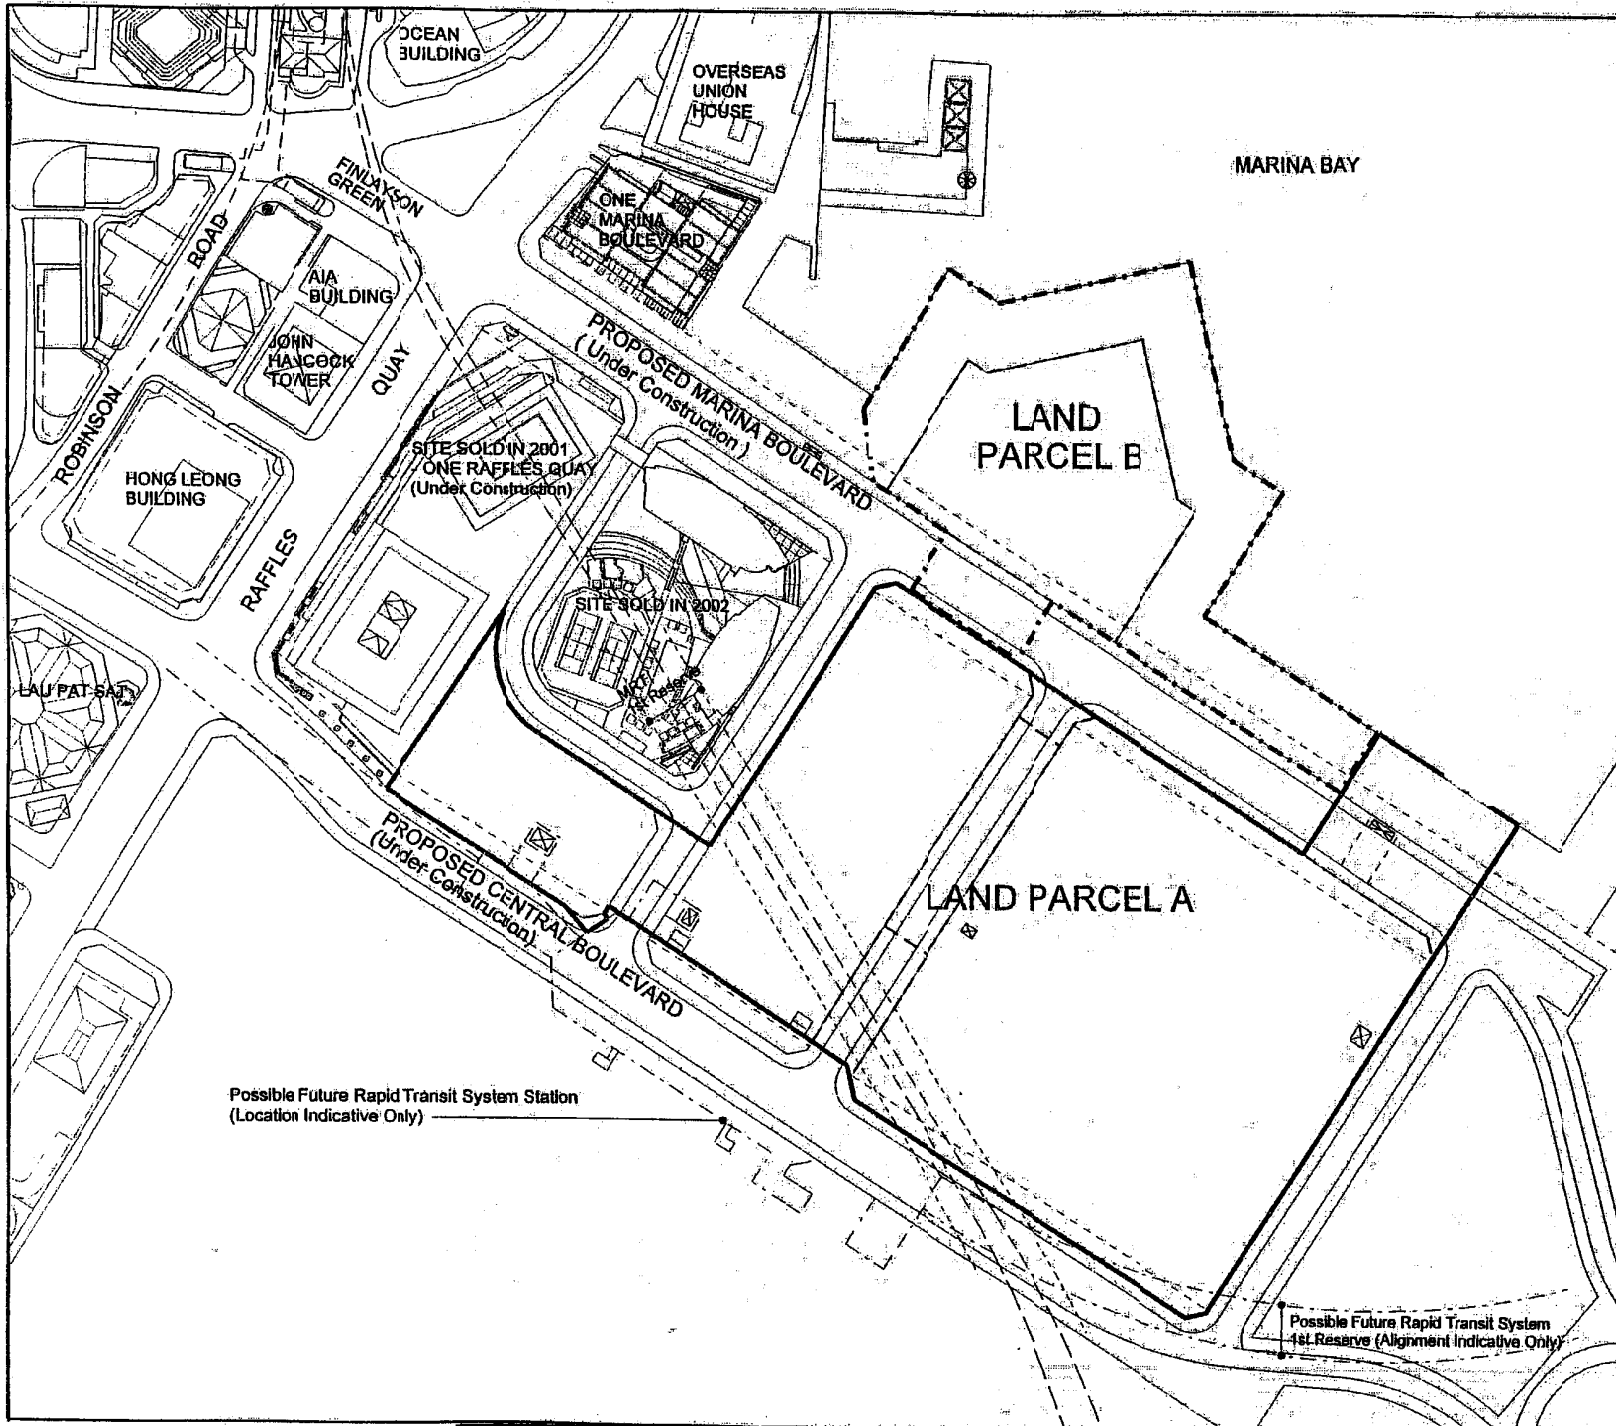 OCEAN
BUILDING
OVERSEAS
UNION
HOUSE
MARINA BAY
FINLAYSON
GREEN
ONE
MARINA
BOULEVARD
ROAD
AIA
BUILDING
JOHN
HANCOCK
TOWER
QUAY
PROPOSED MARINA BOULEVARD
( Under Construction )
LAND
PARCEL B
ROBINSON
SITE SOLD IN 2001
- ONE RAFFLES QUAY
(Under Construction)
HONG LEONG
BUILDING
RAFFLES
SITE SOLD IN 2002
MRT
1st Reserve
LAU PAT SAT
PROPOSED CENTRAL BOULEVARD
(Under Construction)
LAND PARCEL A
Possible Future Rapid Transit System Station
(Location Indicative Only)
Possible Future Rapid Transit System
1st Reserve (Alignment Indicative Only)